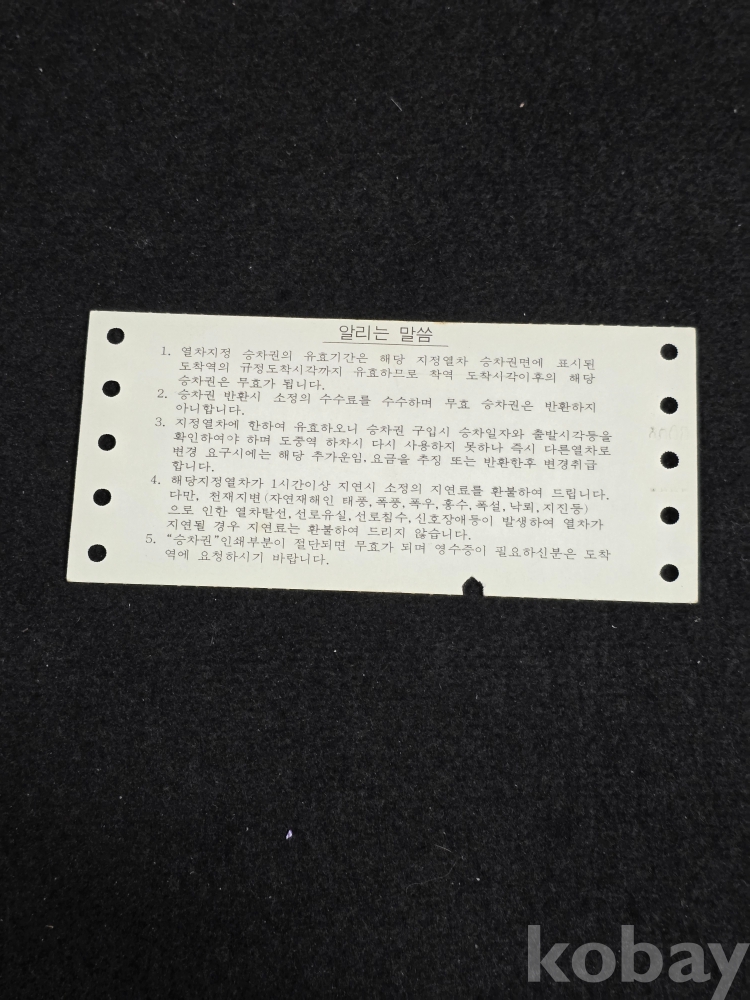 알리는 말씀
1. 열차지정 승차권의 유효기간은 해당 지정열차 승차권면에 표시된
도착역의 규정도착시각까지 유효하므로 착역 도착시각이후의 해당
승차권은 무효가 됩니다.
2. 승차권 반환시 소정의 수수료를 수수하며 무효 승차권은 반환하지
아니합니다.
3. 지정열차에 한하여 유효하오니 승차권 구입시 승차일자와 출발시각등을
확인하여야 하며 도중역 하차시 다시 사용하지 못하나 즉시 다른열차로
변경 요구시에는 해당 추가운임, 요금을 추징 또는 반환한후 변경취급
합니다.
4. 해당지정열차가 1시간이상 지연시 소정의 지연료를 환불하여 드립니다.
다만, 천재지변(자연재해인 태풍,폭풍,폭우,홍수,폭설,낙뢰,지진등)
으로 인한 열차탈선,선로유실,선로침수,신호장애등이 발생하여 열차가
지연될 경우 지연료는 환불하여 드리지 않습니다.
5. “승차권”인쇄부분이 절단되면 무효가 되며 영수증이 필요하신분은 도착
역에 요청하시기 바랍니다.
kobay